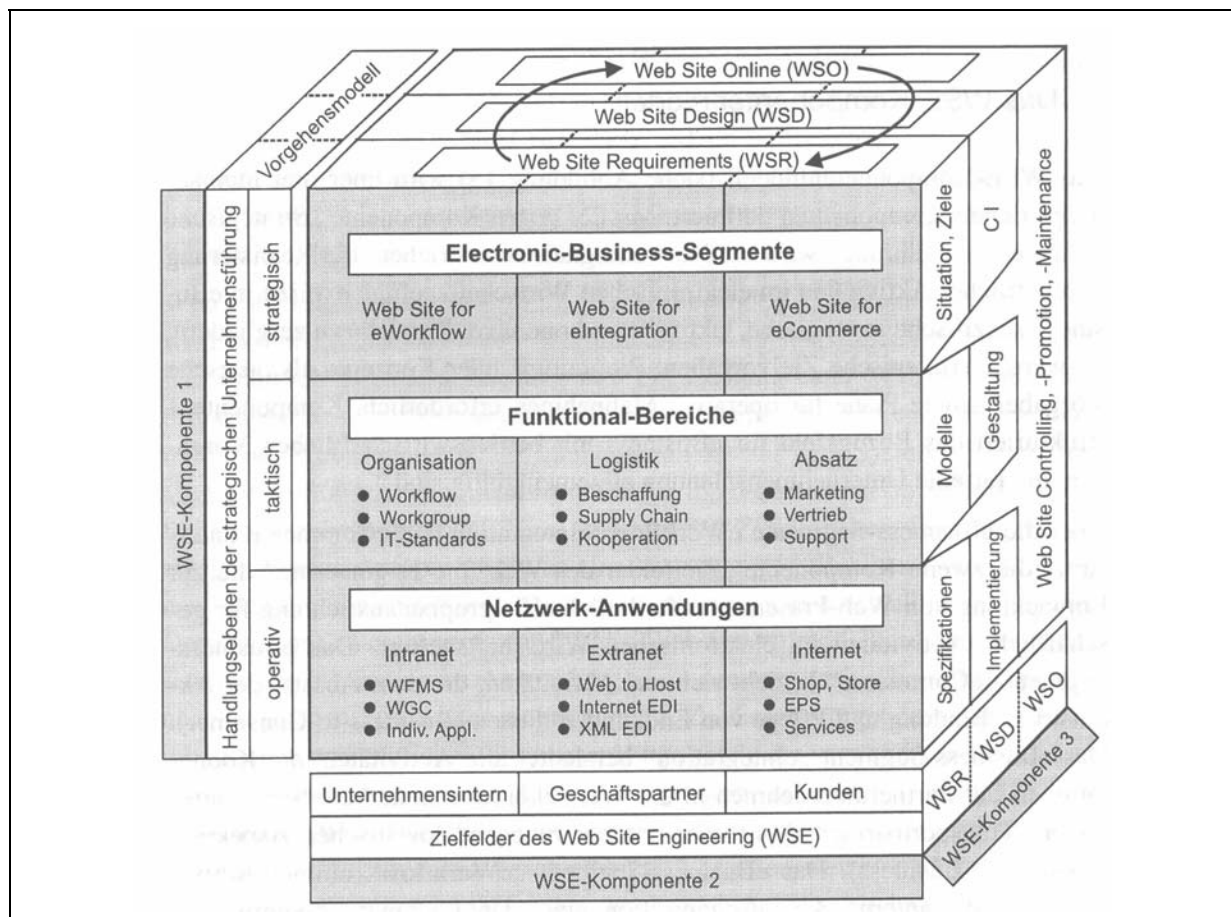 Web Site Online (WSO)
Web Site Design (WSD)
Web Site Requirements (WSR)
Vorgehensmodell
WSE-Komponente 1
Handlungsebenen der strategischen Unternehmensführung
strategisch
taktisch
operativ
Electronic-Business-Segmente
Web Site for
eWorkflow
Web Site for
eIntegration
Web Site for
eCommerce
Funktional-Bereiche
Organisation
Workflow
Workgroup
IT-Standards
Logistik
Beschaffung
Supply Chain
Kooperation
Absatz
Marketing
Vertrieb
Support
Netzwerk-Anwendungen
Intranet
WFMS
WGC
Indiv. Appl.
Extranet
Web to Host
Internet EDI
XML EDI
Internet
Shop, Store
EPS
Services
Situation, Ziele
Modelle
Spezifikationen
CI
Gestaltung
Implementierung
Web Site Controlling, -Promotion, -Maintenance
WSR
WSD
WSO
WSE-Komponente 3
Unternehmensintern
Geschäftspartner
Kunden
Zielfelder des Web Site Engineering (WSE)
WSE-Komponente 2